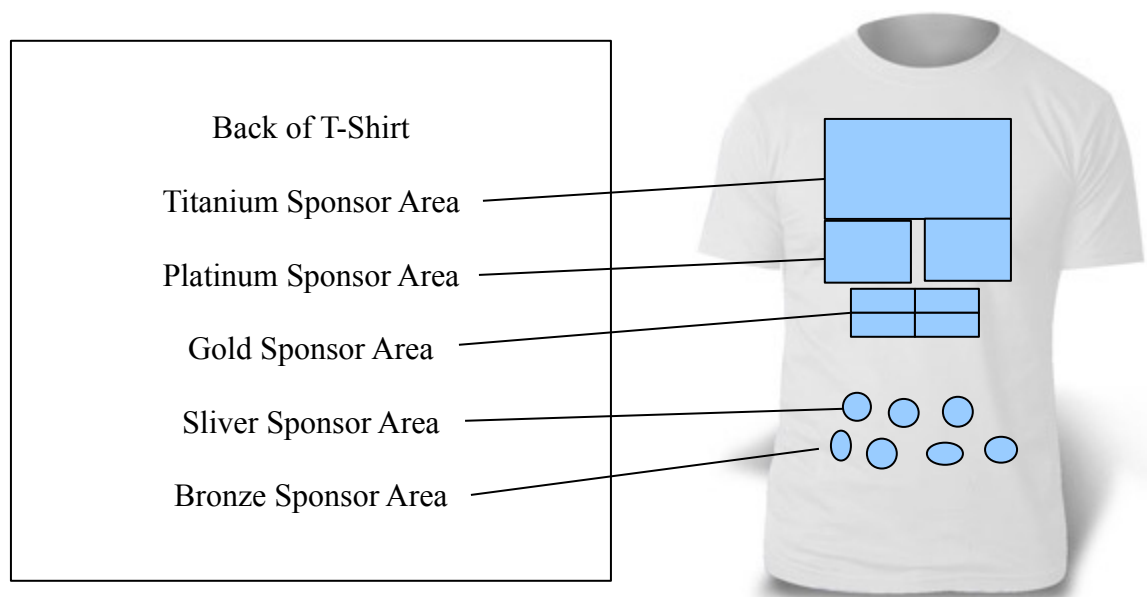 Back of T-Shirt
Titanium Sponsor Area
Platinum Sponsor Area
Gold Sponsor Area
Sliver Sponsor Area
Bronze Sponsor Area